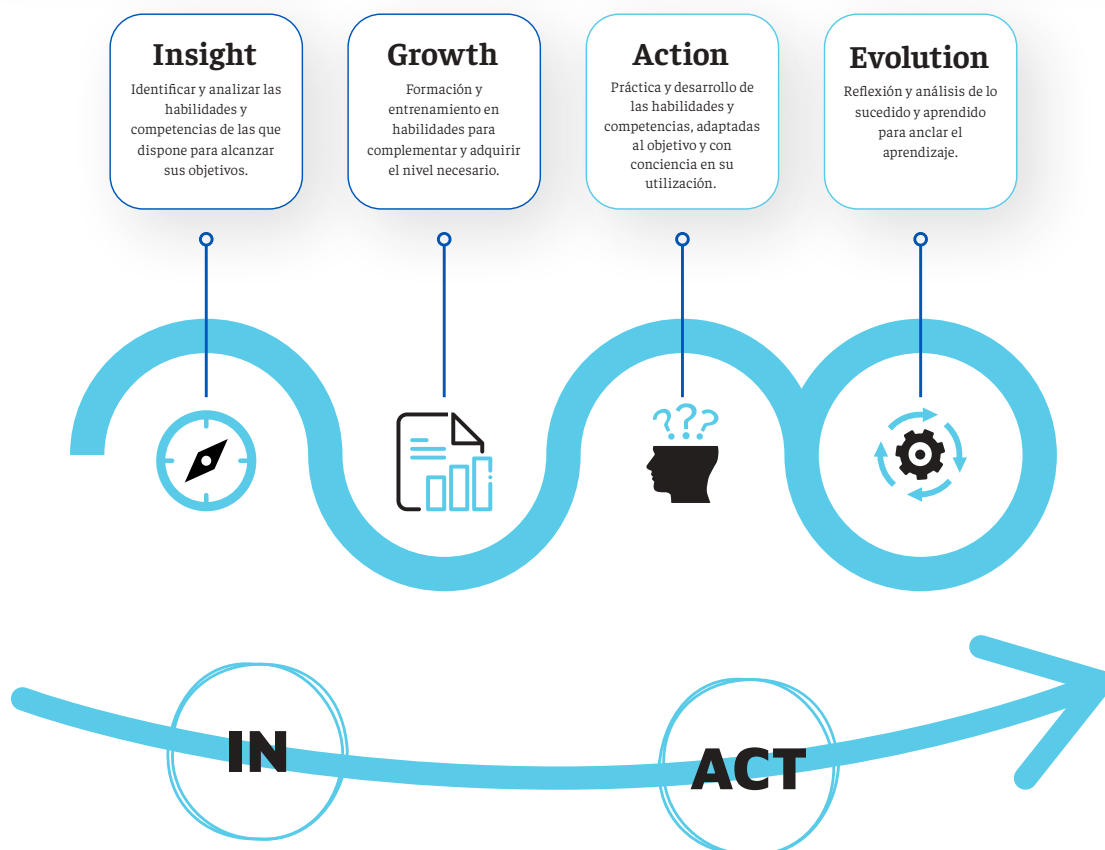 Insight
Identificar y analizar las
habilidades y
competencias de las que
dispone para alcanzar
sus objetivos.
Growth
Formación y
entrenamiento en
habilidades para
complementar y adquirir
el nivel necesario.
Action
Práctica y desarrollo de
las habilidades y
competencias, adaptadas
al objetivo y con
conciencia en su
utilización.
Evolution
Reflexión y análisis de lo
sucedido y aprendido
para anclar el
aprendizaje.
???
IN
ACT